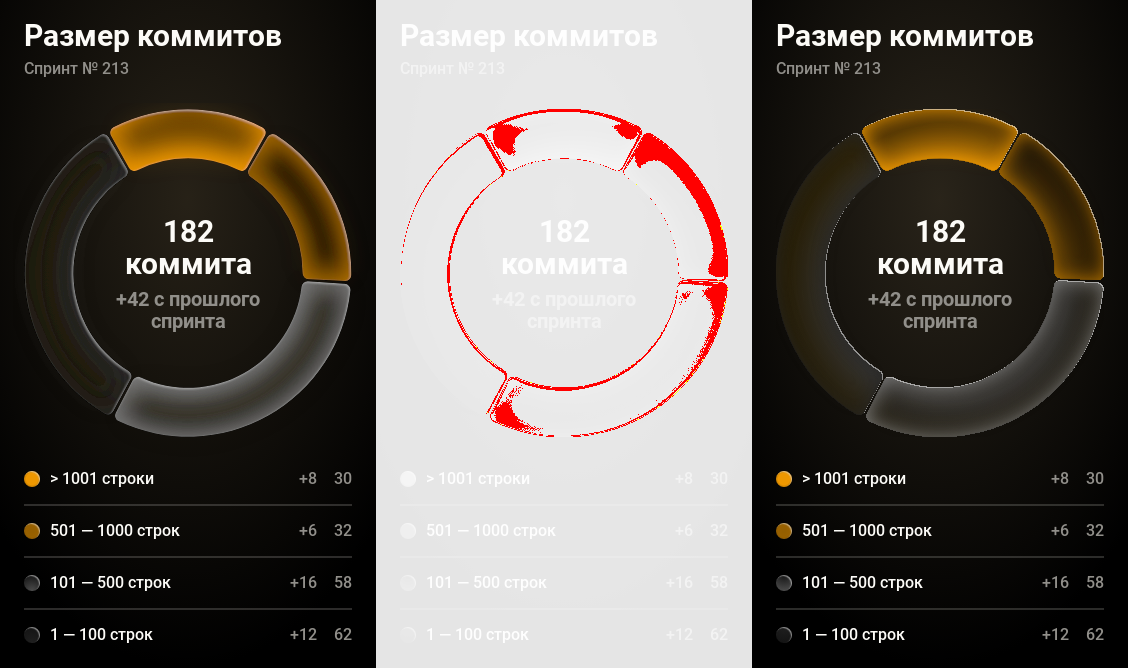 Размер коммитов
Спринт № 213
182
коммита
+42 с прошлого
спринта
> 1001 строки +8 30
501 — 1000 строк +6 32
101 — 500 строк +16 58
1 — 100 строк +12 62
Размер коммитов
Спринт № 213
182
коммита
+42 с прошлого
спринта
> 1001 строки +8 30
501 — 1000 строк +6 32
101 — 500 строк +16 58
1 — 100 строк +12 62
Размер коммитов
Спринт № 213
182
коммита
+42 с прошлого
спринта
> 1001 строки +8 30
501 — 1000 строк +6 32
101 — 500 строк +16 58
1 — 100 строк +12 62